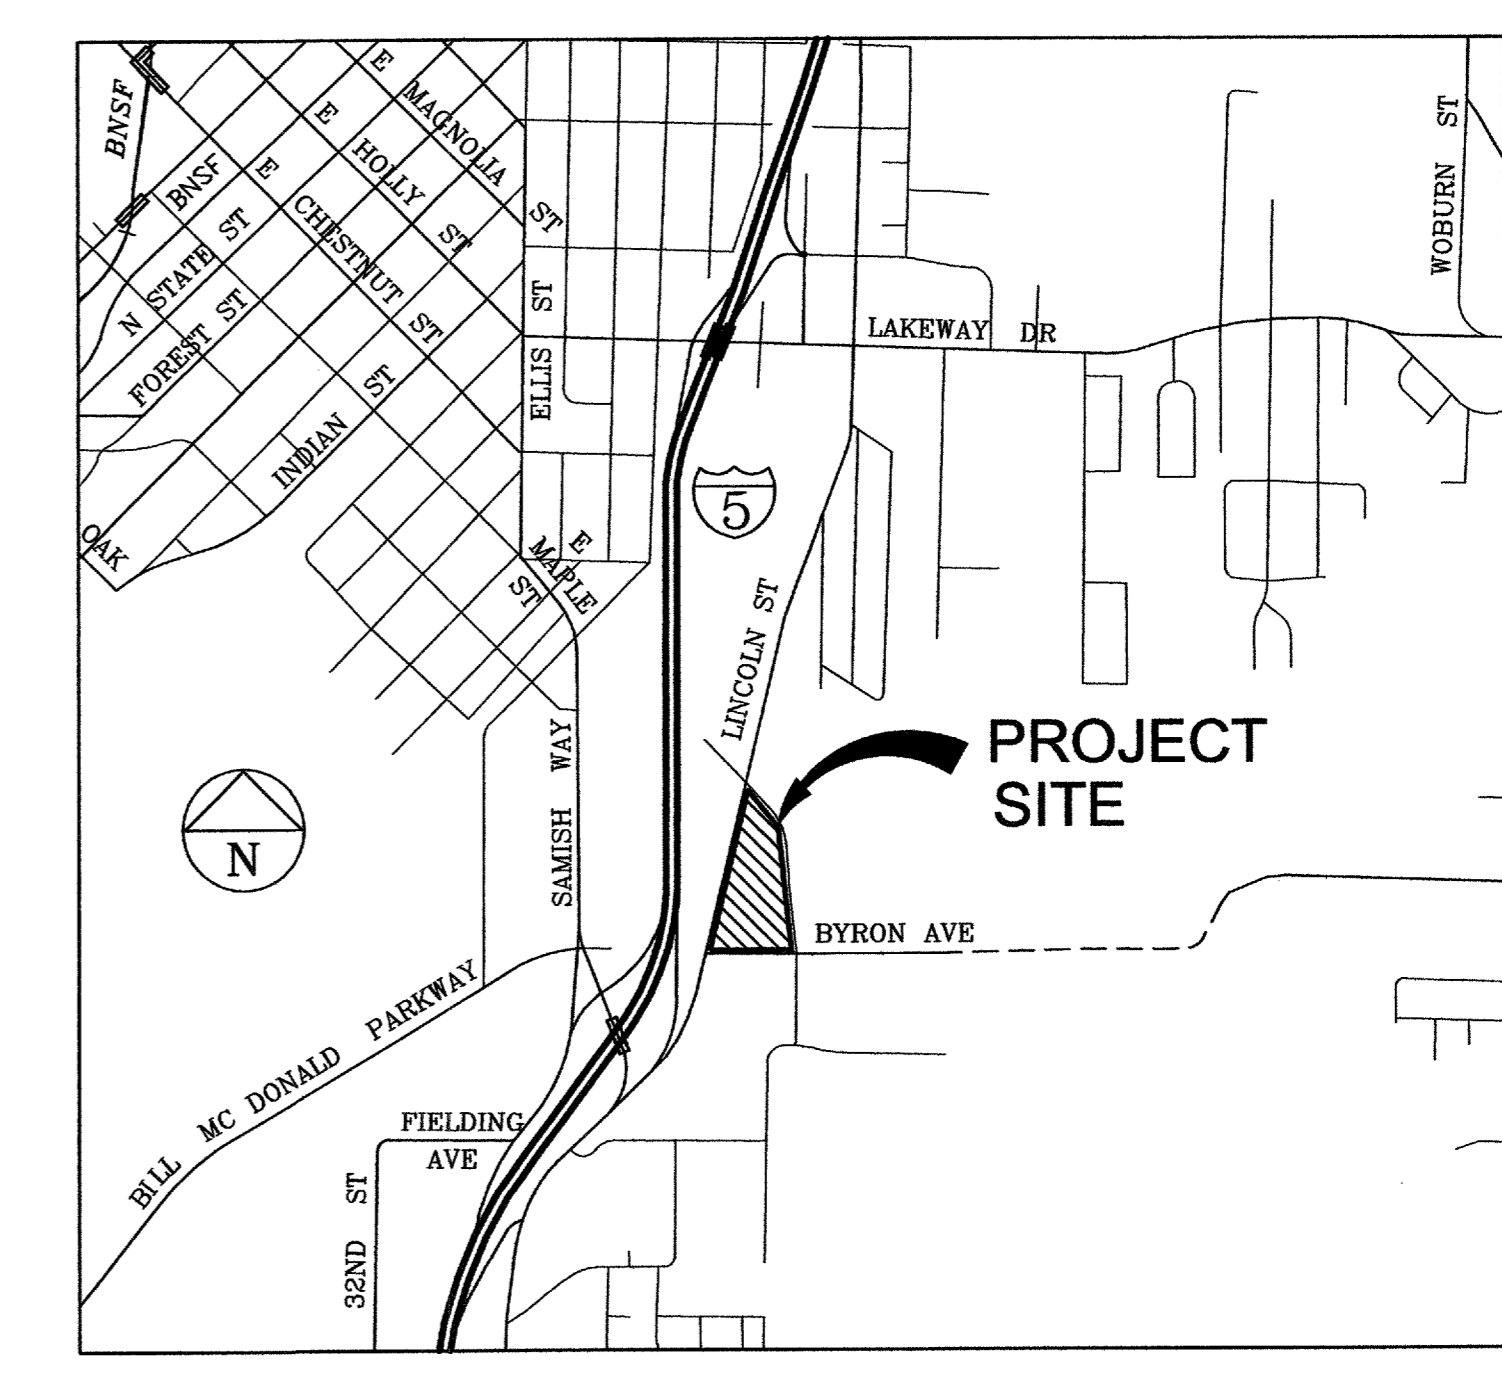 BNSF
E MAGNOLIA ST
E HOLLY ST
E CHESTNUT ST
BNSF
N STATE ST
FOREST ST
INDIAN ST
OAK
ELLIS ST
E
MAPLE
ST
LAKEWAY DR
WOBURN ST
5
LINCOLN ST
PROJECT
SITE
SAMISH WAY
N
BYRON AVE
BILL MC DONALD PARKWAY
FIELDING
AVE
32ND ST